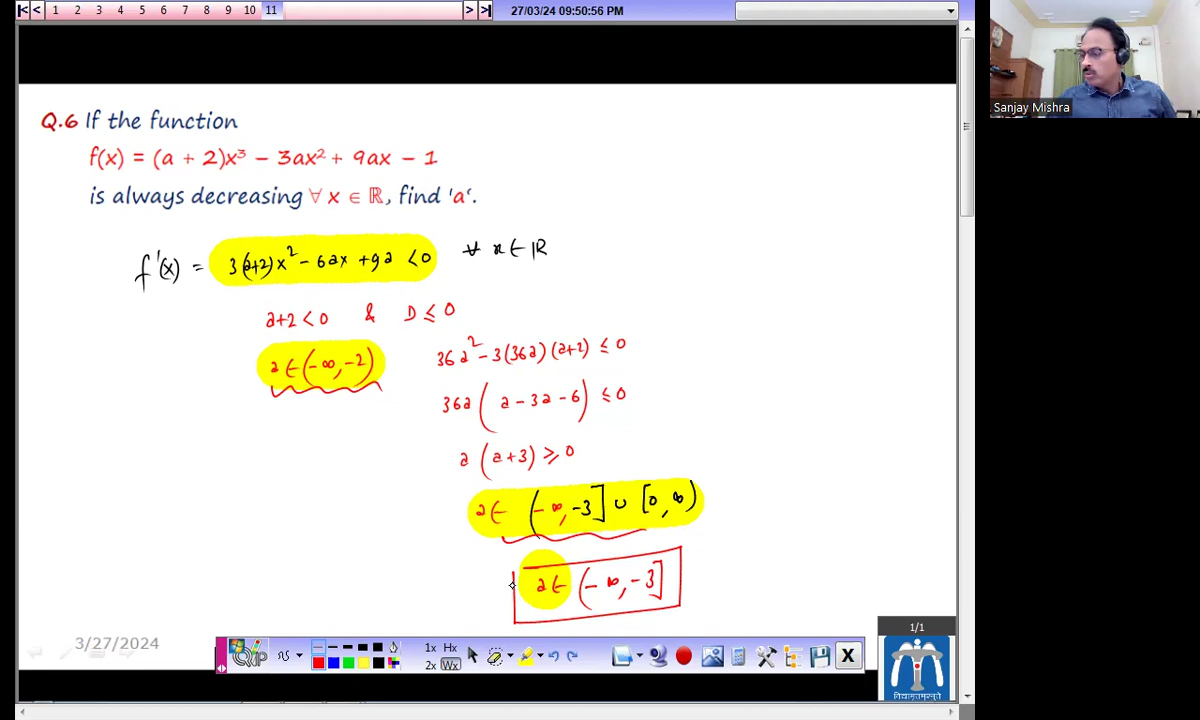 1 2 3 4 5 6 7 8 9 10 11
27/03/24 09:50:56 PM
Sanjay Mishra
Q.6 If the function
f(x) = (a + 2)x³ − 3ax² + 9ax − 1
is always decreasing ∀ x ∈ ℝ, find 'a'.
f'(x) = 3(a+2)x² − 6ax + 9a < 0 ∀ x ∈ ℝ
a+2 < 0 & D ≤ 0
a ∈ (−∞, −2)
36a² − 3(36a)(a+2) ≤ 0
36a (a − 3a − 6) ≤ 0
a (a+3) ≥ 0
a ∈ (−∞, −3] ∪ [0, ∞)
a ∈ (−∞, −3]
3/27/2024
1/1
1x Hx
2x Wx
X
विद्यामृतमश्नुते